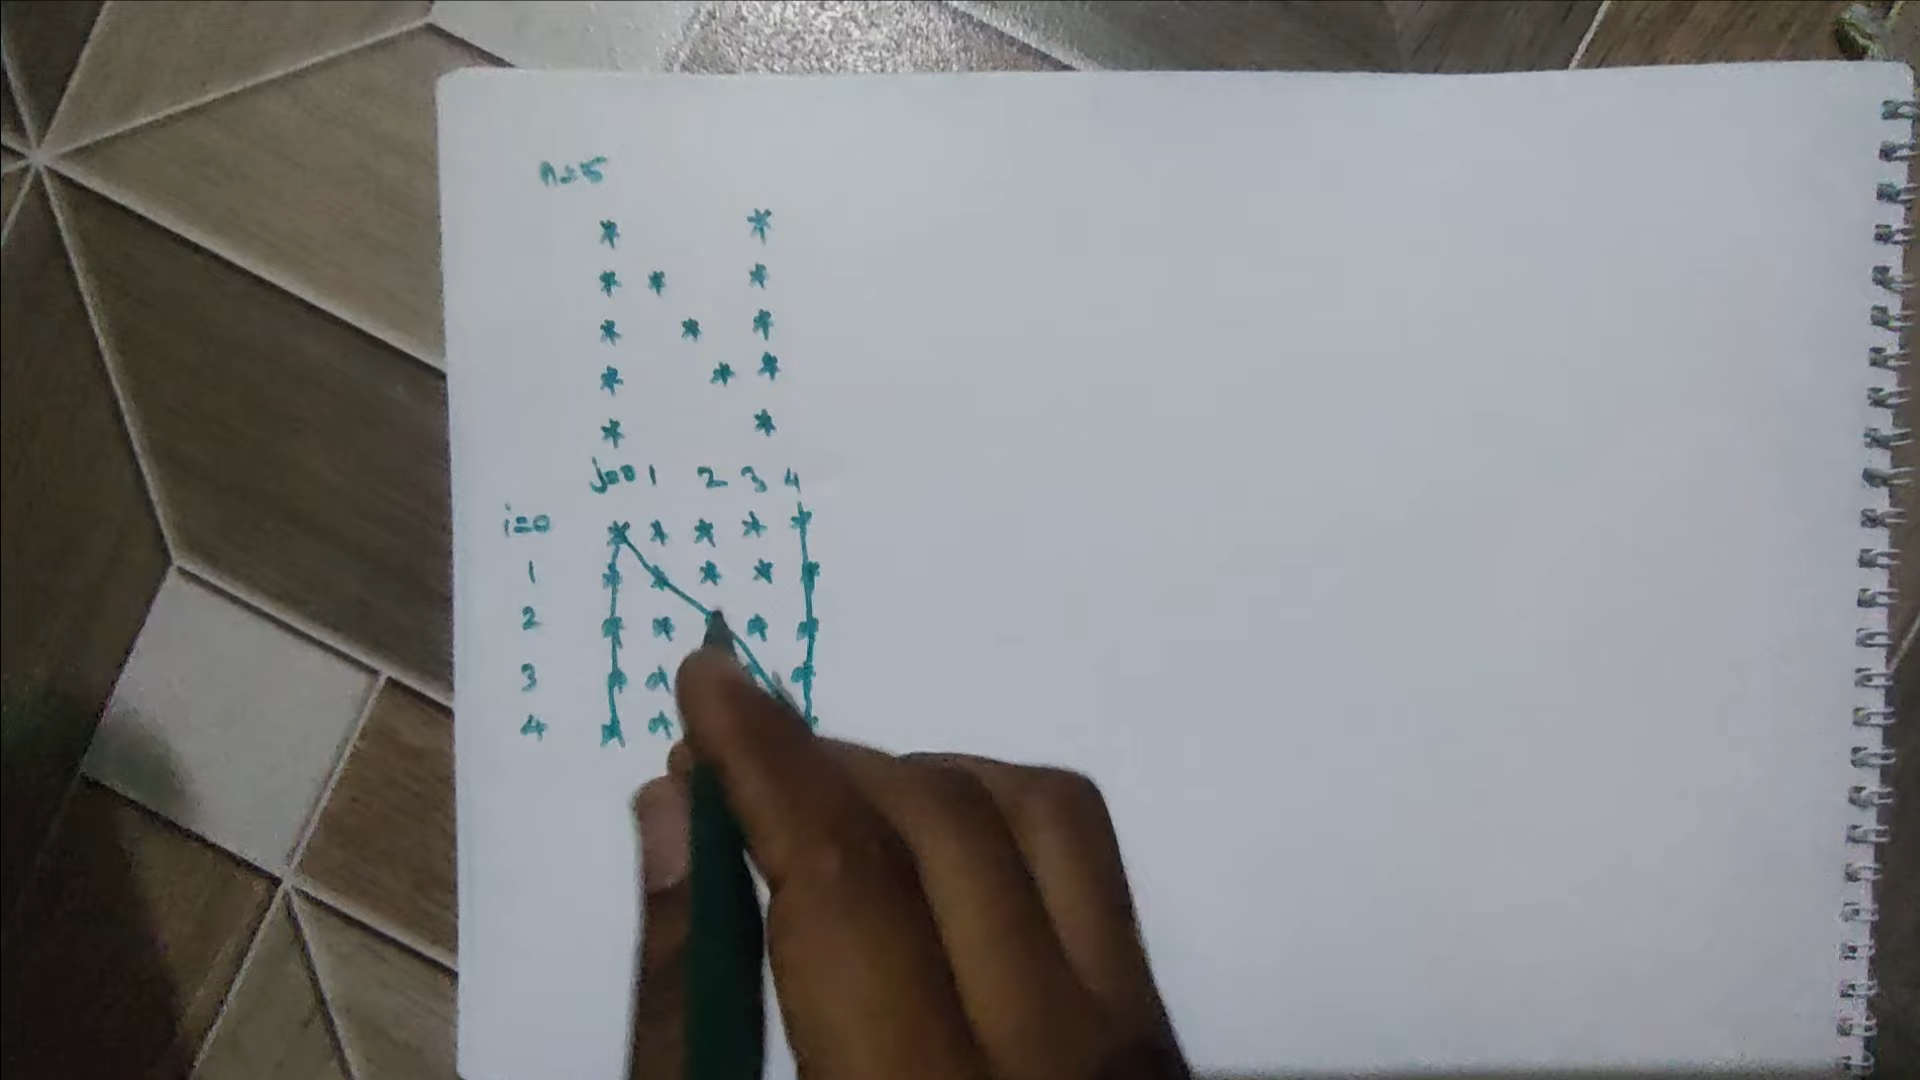 n=5
* *
* * *
* * *
* * *
* *
j=0 1 2 3 4
i=0 * * * * *
1 * * * * *
2 * * * *
3 * * *
4 * * *